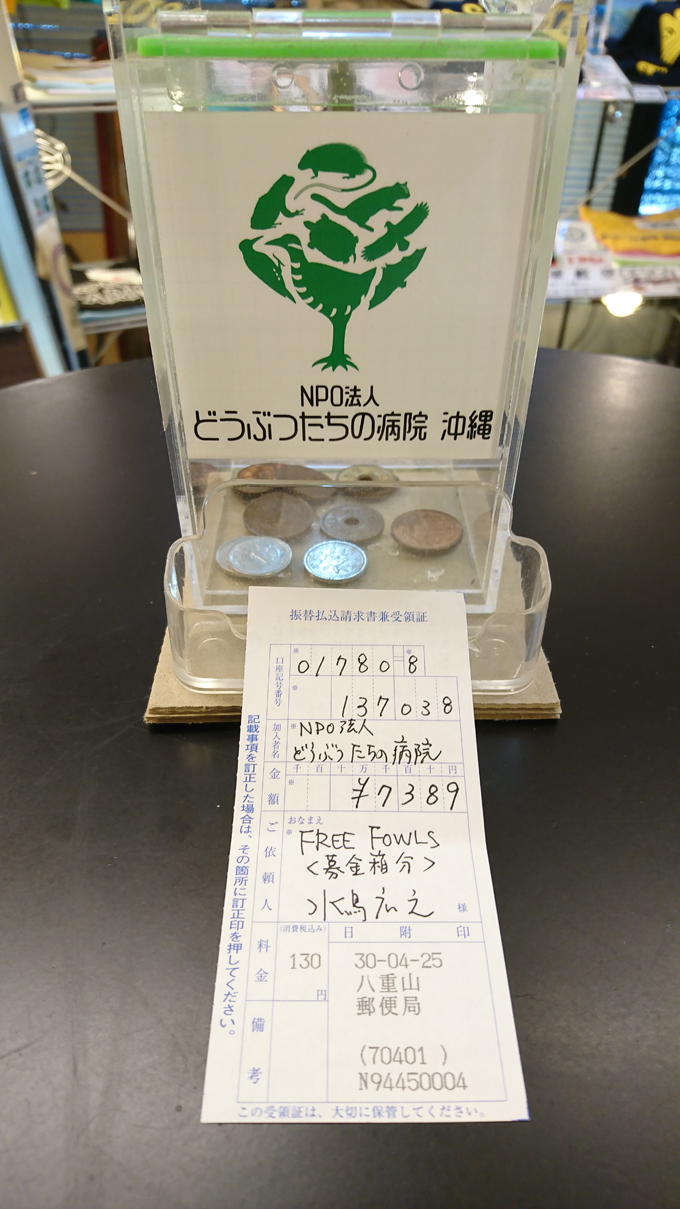 NPO法人
どうぶつたちの病院 沖縄
振替払込請求書兼受領証
口座記号番号
※
017808
※
137038
加入者名
※NPO法人
どうぶつたちの病院
金額
千 百 十 万 千 百 十 円
※
¥7389
ご依頼人
おなまえ
※
FREE FOWLS
<募金箱分>
水鳥広之
様
料金
(消費税込み)
130
円
日 附 印
30-04-25
八重山
郵便局
(70401 )
N94450004
備考
記載事項を訂正した場合は、その箇所に訂正印を押してください。
この受領証は、大切に保管してください。